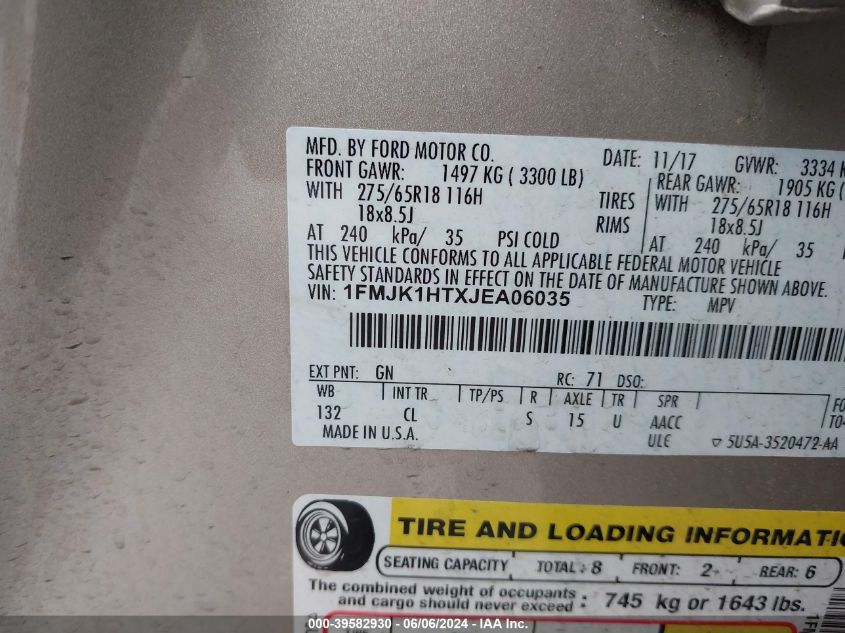 MFD. BY FORD MOTOR CO.
DATE: 11/17 GVWR: 3334 K
FRONT GAWR: 1497 KG ( 3300 LB)
REAR GAWR: 1905 KG (
WITH 275/65R18 116H TIRES
WITH 275/65R18 116H
18x8.5J RIMS
18x8.5J
AT 240 kPa/ 35 PSI COLD
AT 240 kPa/ 35
THIS VEHICLE CONFORMS TO ALL APPLICABLE FEDERAL MOTOR VEHICLE
SAFETY STANDARDS IN EFFECT ON THE DATE OF MANUFACTURE SHOWN ABOVE.
VIN: 1FMJK1HTXJEA06035 TYPE: MPV
EXT PNT: GN RC: 71 DSO:
WB INT TR TP/PS R AXLE TR SPR
132 CL S 15 U AACC
ULE
MADE IN U.S.A.
5U5A-3520472-AA
TIRE AND LOADING INFORMATIO
SEATING CAPACITY TOTAL: 8 FRONT: 2 REAR: 6
The combined weight of occupants
and cargo should never exceed : 745 kg or 1643 lbs.
000-39582930 - 06/06/2024 - IAA Inc.